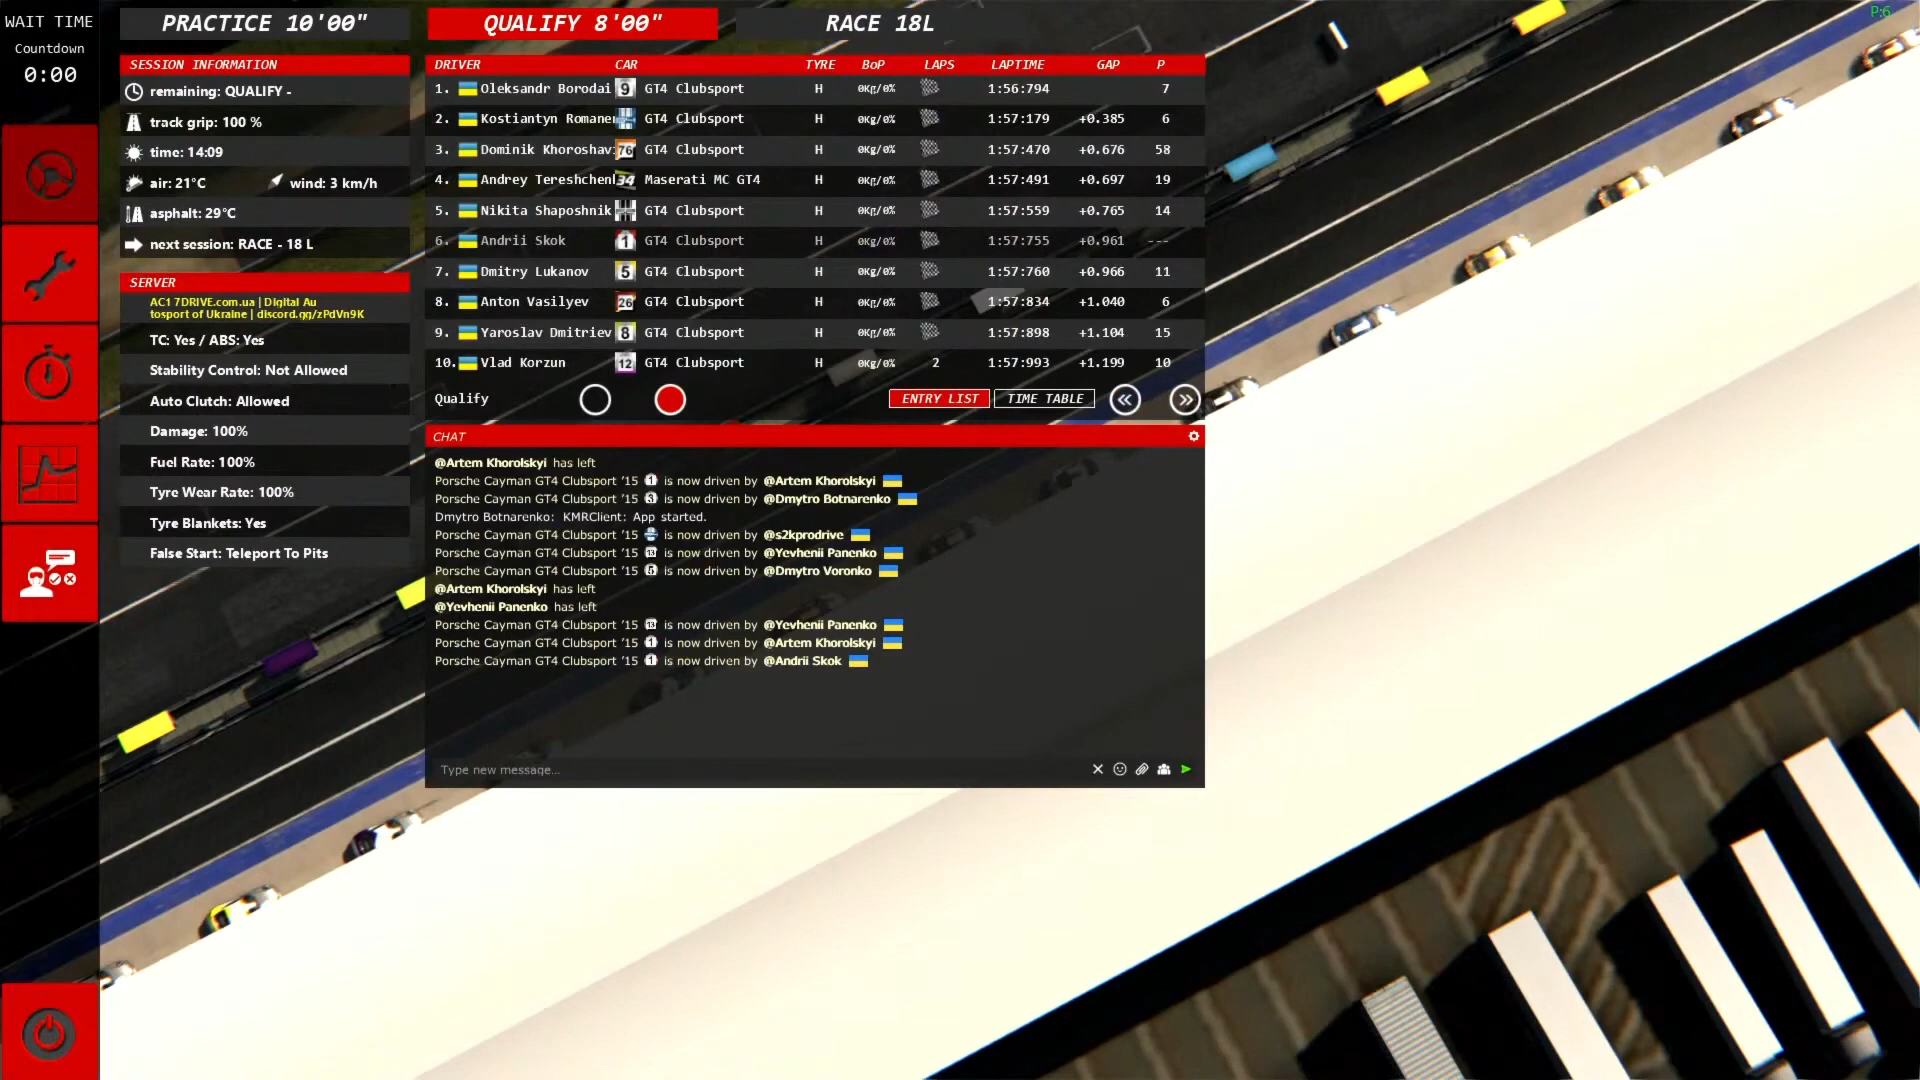 WAIT TIME
Countdown
0:00
PRACTICE 10'00"
QUALIFY 8'00"
RACE 18L
P:6
SESSION INFORMATION
remaining: QUALIFY -
track grip: 100 %
time: 14:09
air: 21°C wind: 3 km/h
asphalt: 29°C
next session: RACE - 18 L
SERVER
AC1 7DRIVE.com.ua | Digital Au
tosport of Ukraine | discord.gg/zPdVn9K
TC: Yes / ABS: Yes
Stability Control: Not Allowed
Auto Clutch: Allowed
Damage: 100%
Fuel Rate: 100%
Tyre Wear Rate: 100%
Tyre Blankets: Yes
False Start: Teleport To Pits
DRIVER CAR TYRE BoP LAPS LAPTIME GAP P
1. Oleksandr Borodai 9 GT4 Clubsport H 0Kg/0% 1:56:794 7
2. Kostiantyn Romane GT4 Clubsport H 0Kg/0% 1:57:179 +0.385 6
3. Dominik Khoroshav 76 GT4 Clubsport H 0Kg/0% 1:57:470 +0.676 58
4. Andrey Tereshchen 34 Maserati MC GT4 H 0Kg/0% 1:57:491 +0.697 19
5. Nikita Shaposhnik GT4 Clubsport H 0Kg/0% 1:57:559 +0.765 14
6. Andrii Skok 1 GT4 Clubsport H 0Kg/0% 1:57:755 +0.961 ---
7. Dmitry Lukanov 5 GT4 Clubsport H 0Kg/0% 1:57:760 +0.966 11
8. Anton Vasilyev 26 GT4 Clubsport H 0Kg/0% 1:57:834 +1.040 6
9. Yaroslav Dmitriev 8 GT4 Clubsport H 0Kg/0% 1:57:898 +1.104 15
10. Vlad Korzun 12 GT4 Clubsport H 0Kg/0% 2 1:57:993 +1.199 10
Qualify ENTRY LIST TIME TABLE
CHAT
@Artem Khorolskyi has left
Porsche Cayman GT4 Clubsport '15 1 is now driven by @Artem Khorolskyi
Porsche Cayman GT4 Clubsport '15 3 is now driven by @Dmytro Botnarenko
Dmytro Botnarenko: KMRClient: App started.
Porsche Cayman GT4 Clubsport '15 is now driven by @s2kprodrive
Porsche Cayman GT4 Clubsport '15 13 is now driven by @Yevhenii Panenko
Porsche Cayman GT4 Clubsport '15 5 is now driven by @Dmytro Voronko
@Artem Khorolskyi has left
@Yevhenii Panenko has left
Porsche Cayman GT4 Clubsport '15 13 is now driven by @Yevhenii Panenko
Porsche Cayman GT4 Clubsport '15 1 is now driven by @Artem Khorolskyi
Porsche Cayman GT4 Clubsport '15 1 is now driven by @Andrii Skok
Type new message...